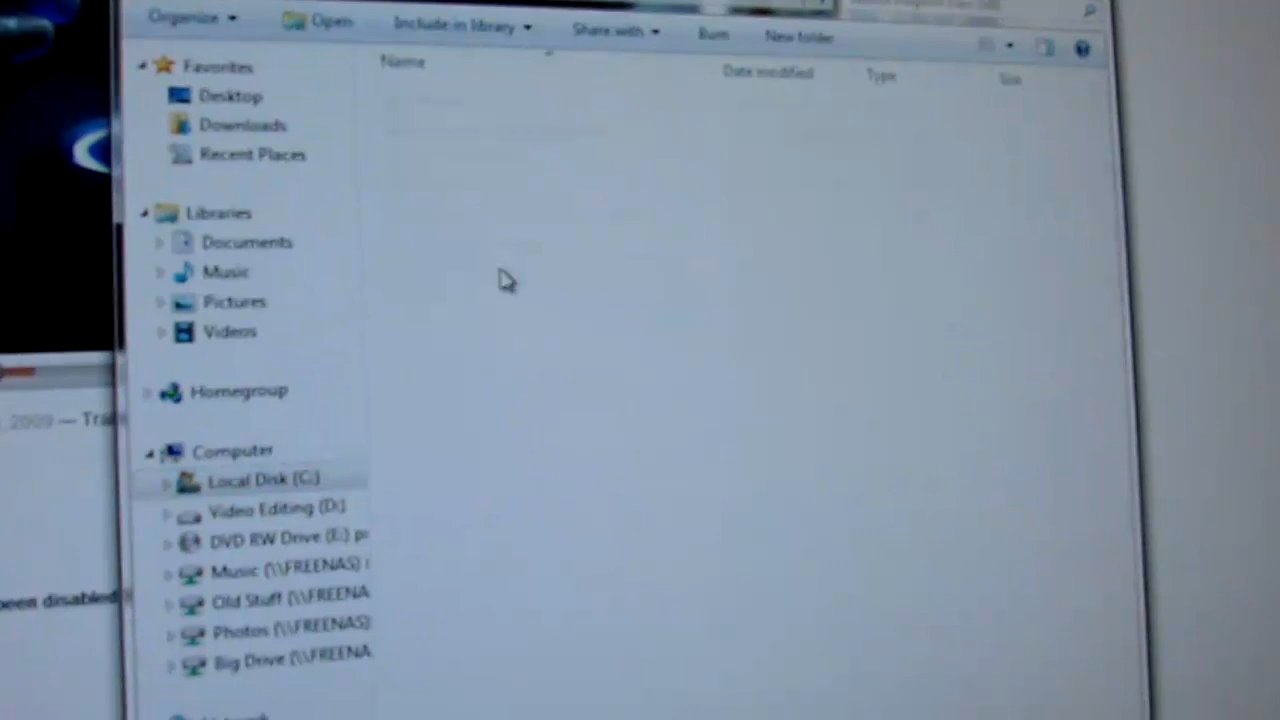 Organize Open Include in library Share with Burn New folder
Name Date modified Type Size
Favorites
Desktop
Downloads
Recent Places
Libraries
Documents
Music
Pictures
Videos
Homegroup
Computer
Local Disk (C:)
Video Editing (D:)
DVD RW Drive (E:)
Music (\\FREENAS)
Old Stuff (\\FREENA
Photos (\\FREENAS)
Big Drive (\\FREENA
, 2009 — Tra
been disabled